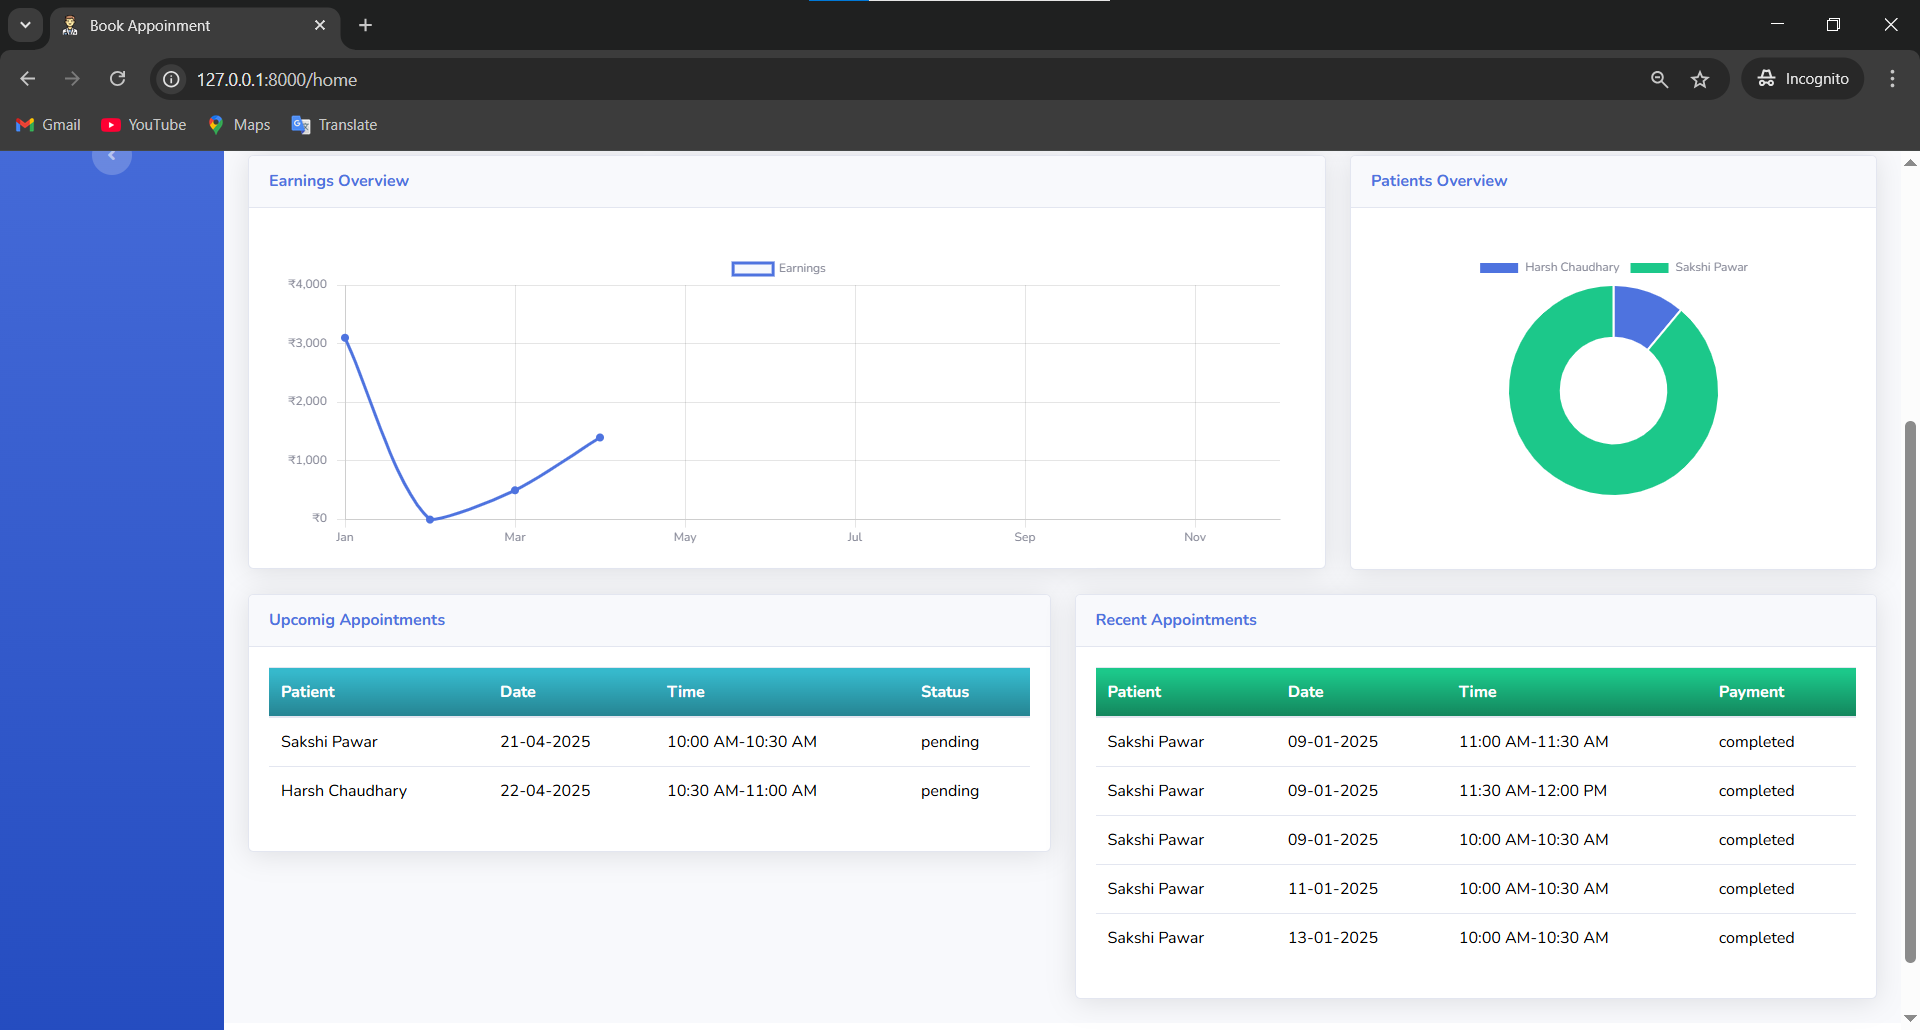 Book Appoinment
127.0.0.1:8000/home
Incognito
Gmail YouTube Maps Translate
Earnings Overview
Earnings
₹4,000
₹3,000
₹2,000
₹1,000
₹0
Jan Mar May Jul Sep Nov
Patients Overview
Harsh Chaudhary Sakshi Pawar
Upcomig Appointments
Patient Date Time Status
Sakshi Pawar 21-04-2025 10:00 AM-10:30 AM pending
Harsh Chaudhary 22-04-2025 10:30 AM-11:00 AM pending
Recent Appointments
Patient Date Time Payment
Sakshi Pawar 09-01-2025 11:00 AM-11:30 AM completed
Sakshi Pawar 09-01-2025 11:30 AM-12:00 PM completed
Sakshi Pawar 09-01-2025 10:00 AM-10:30 AM completed
Sakshi Pawar 11-01-2025 10:00 AM-10:30 AM completed
Sakshi Pawar 13-01-2025 10:00 AM-10:30 AM completed